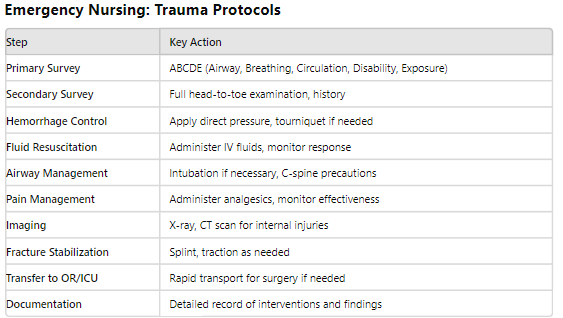 Emergency Nursing: Trauma Protocols
Step Key Action
Primary Survey ABCDE (Airway, Breathing, Circulation, Disability, Exposure)
Secondary Survey Full head-to-toe examination, history
Hemorrhage Control Apply direct pressure, tourniquet if needed
Fluid Resuscitation Administer IV fluids, monitor response
Airway Management Intubation if necessary, C-spine precautions
Pain Management Administer analgesics, monitor effectiveness
Imaging X-ray, CT scan for internal injuries
Fracture Stabilization Splint, traction as needed
Transfer to OR/ICU Rapid transport for surgery if needed
Documentation Detailed record of interventions and findings